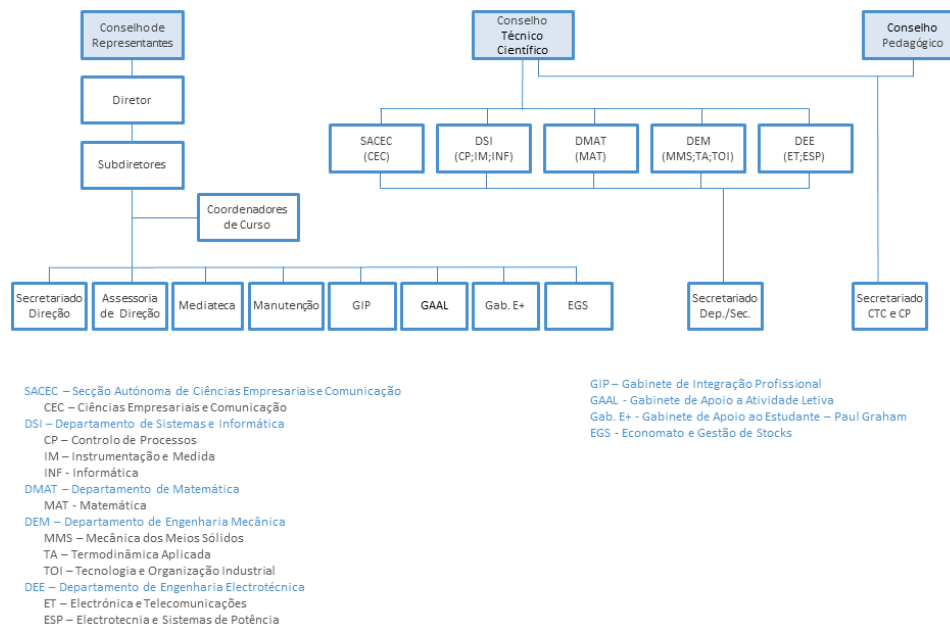 Conselho de
Representantes
Conselho
Técnico
Científico
Conselho
Pedagógico
Diretor
Subdiretores
SACEC
(CEC)
DSI
(CP;IM;INF)
DMAT
(MAT)
DEM
(MMS;TA;TOI)
DEE
(ET;ESP)
Coordenadores
de Curso
Secretariado
Direção
Assessoria
de Direção
Mediateca
Manutenção
GIP
GAAL
Gab. E+
EGS
Secretariado
Dep./Sec.
Secretariado
CTC e CP
SACEC – Secção Autónoma de Ciências Empresariais e Comunicação
CEC – Ciências Empresariais e Comunicação
DSI – Departamento de Sistemas e Informática
CP – Controlo de Processos
IM – Instrumentação e Medida
INF - Informática
DMAT – Departamento de Matemática
MAT - Matemática
DEM – Departamento de Engenharia Mecânica
MMS – Mecânica dos Meios Sólidos
TA – Termodinâmica Aplicada
TOI – Tecnologia e Organização Industrial
DEE – Departamento de Engenharia Electrotécnica
ET – Electrónica e Telecomunicações
ESP – Electrotecnia e Sistemas de Potência
GIP – Gabinete de Integração Profissional
GAAL - Gabinete de Apoio a Atividade Letiva
Gab. E+ - Gabinete de Apoio ao Estudante – Paul Graham
EGS - Economato e Gestão de Stocks